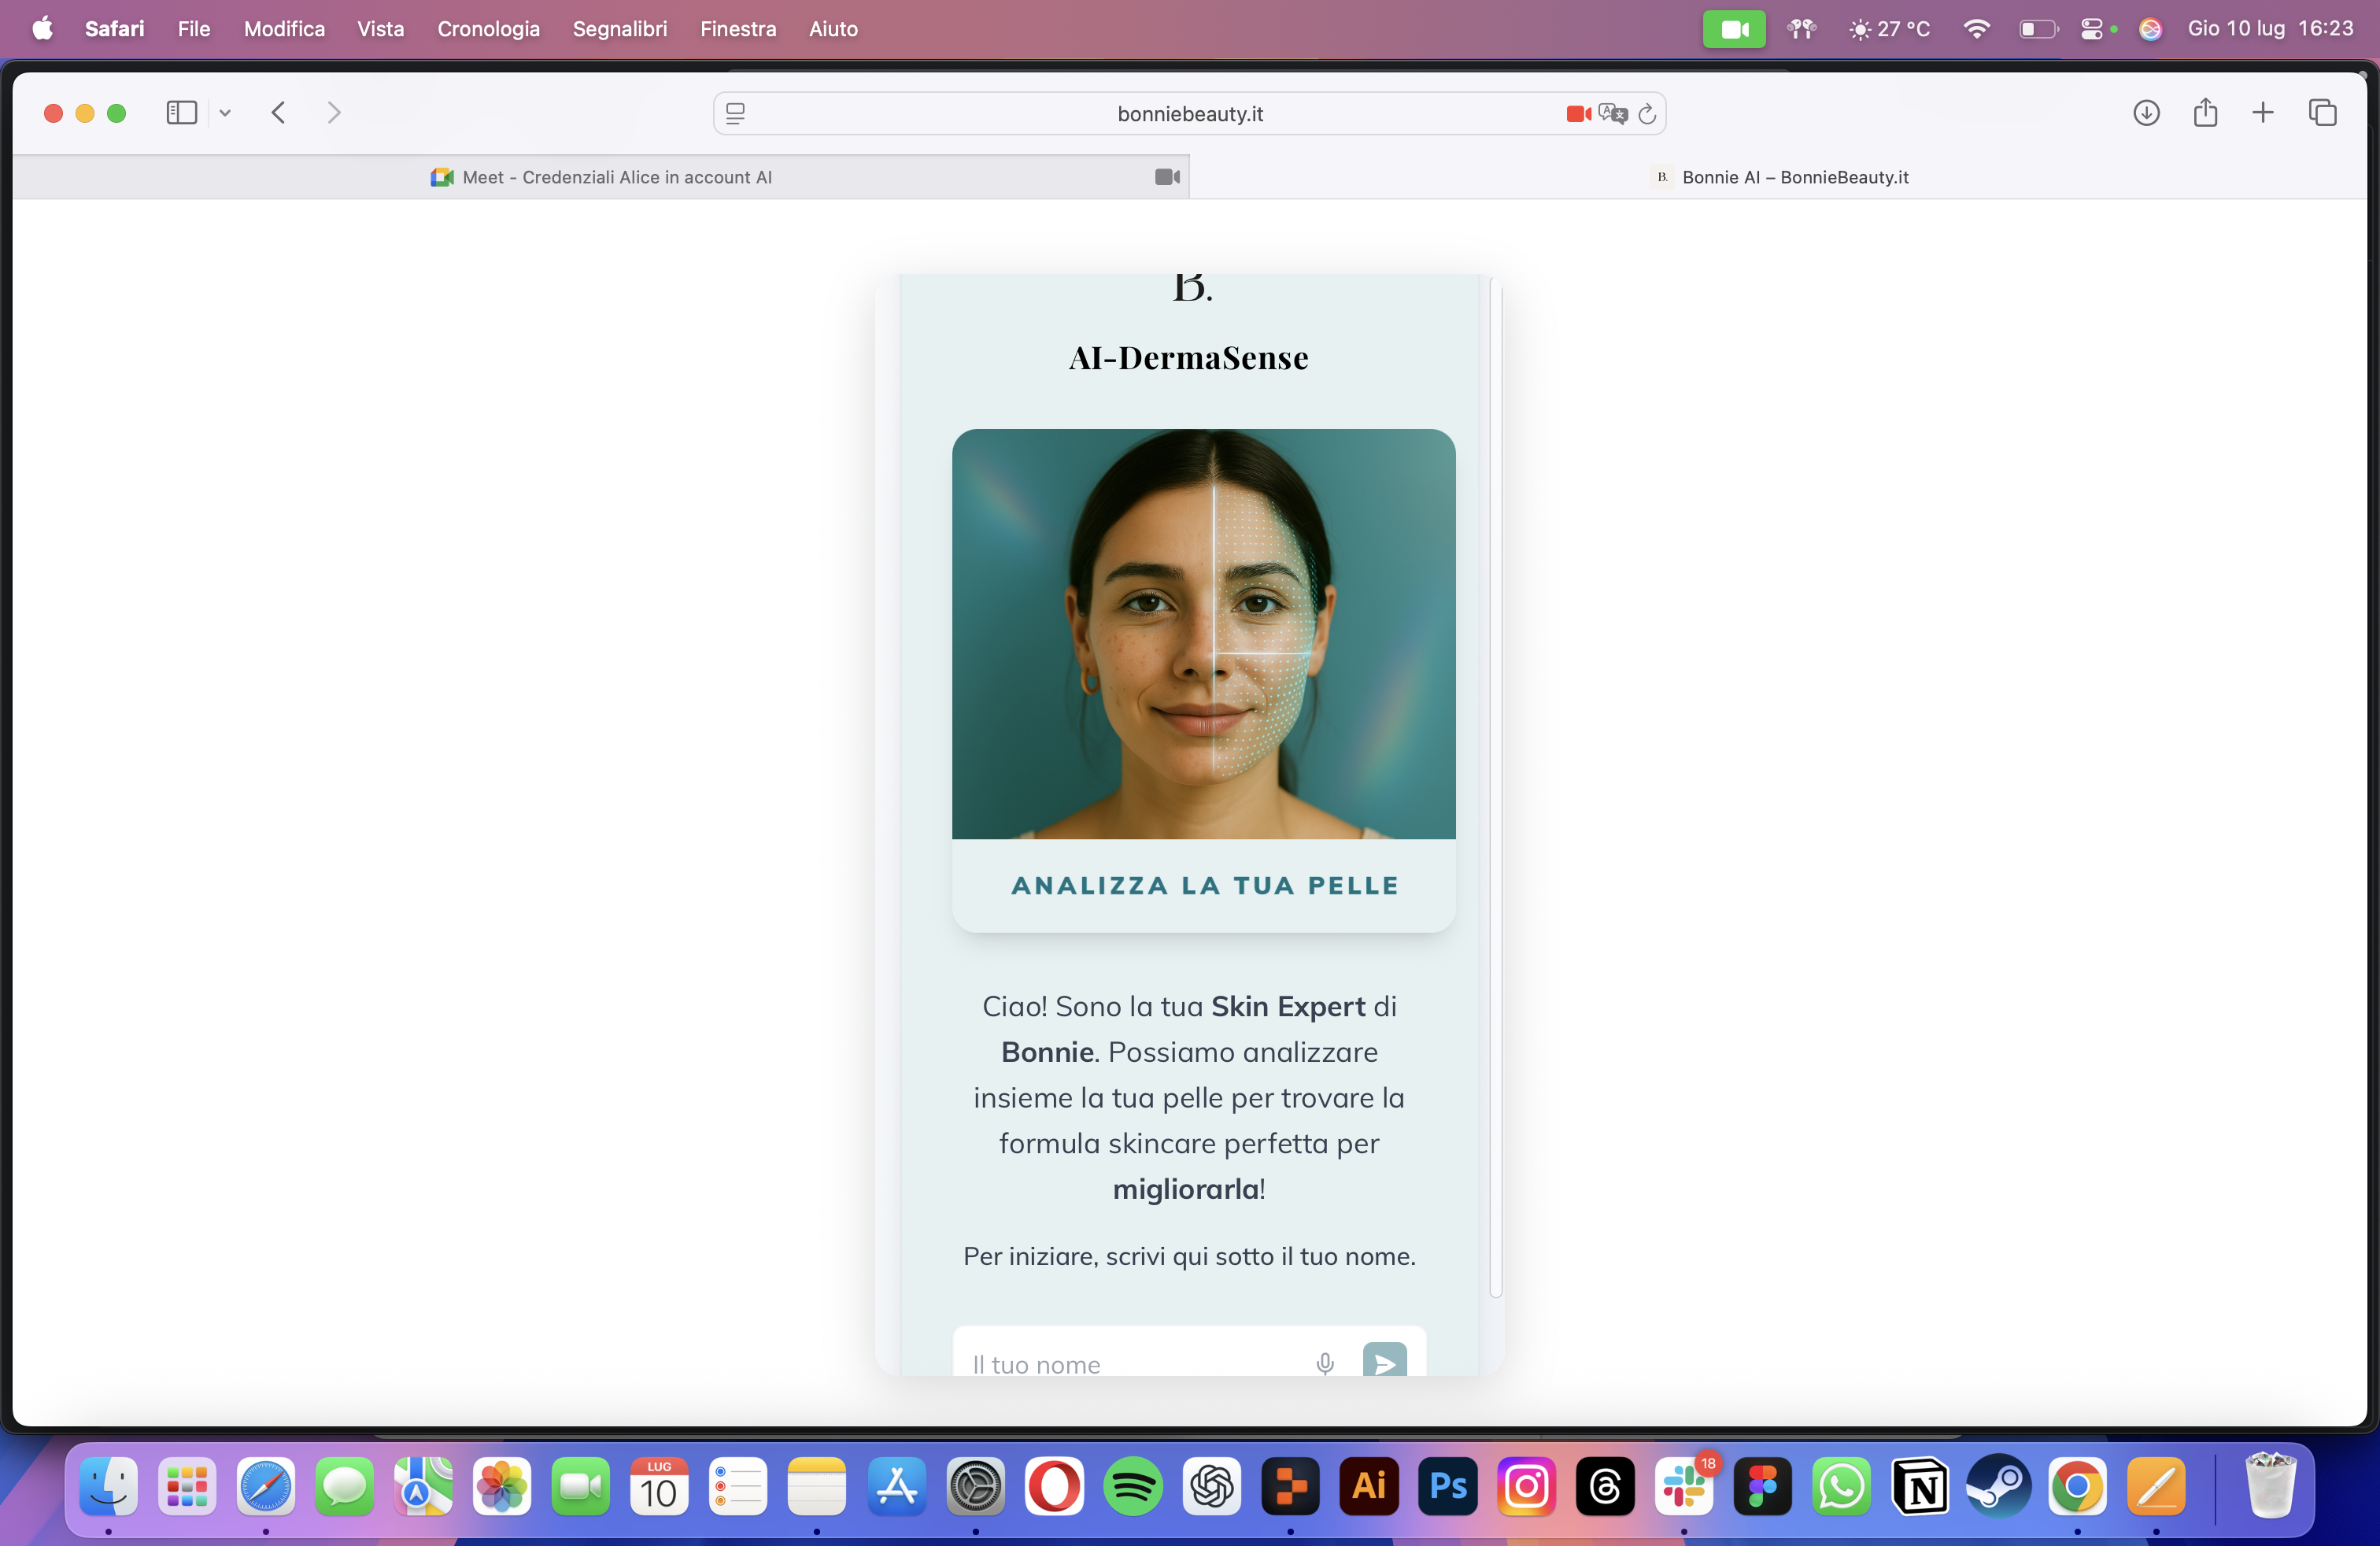 Safari File Modifica Vista Cronologia Segnalibri Finestra Aiuto 27 °C Gio 10 lug 16:23
bonniebeauty.it
Meet - Credenziali Alice in account AI
B. Bonnie AI – BonnieBeauty.it
B.
AI-DermaSense
ANALIZZA LA TUA PELLE
Ciao! Sono la tua Skin Expert di
Bonnie. Possiamo analizzare
insieme la tua pelle per trovare la
formula skincare perfetta per
migliorarla!
Per iniziare, scrivi qui sotto il tuo nome.
Il tuo nome
LUG
10
Ai
Ps
18